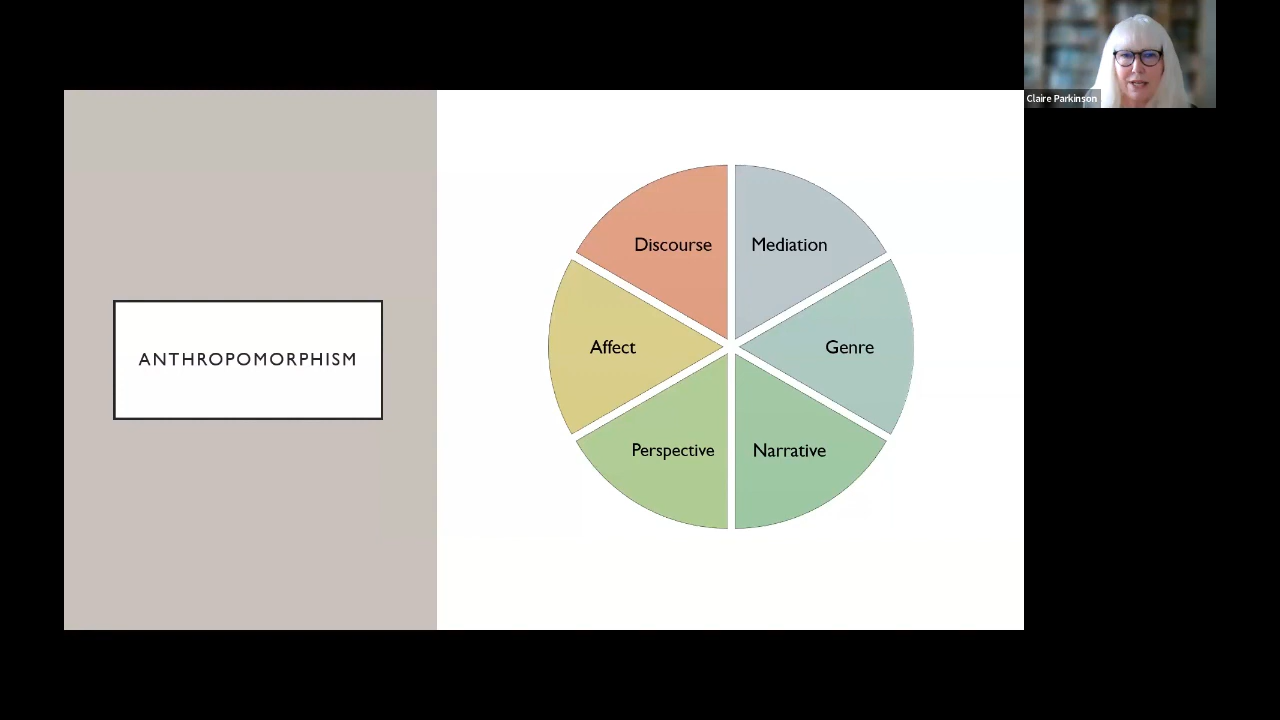 Claire Parkinson
ANTHROPOMORPHISM
Discourse
Mediation
Affect
Genre
Perspective
Narrative